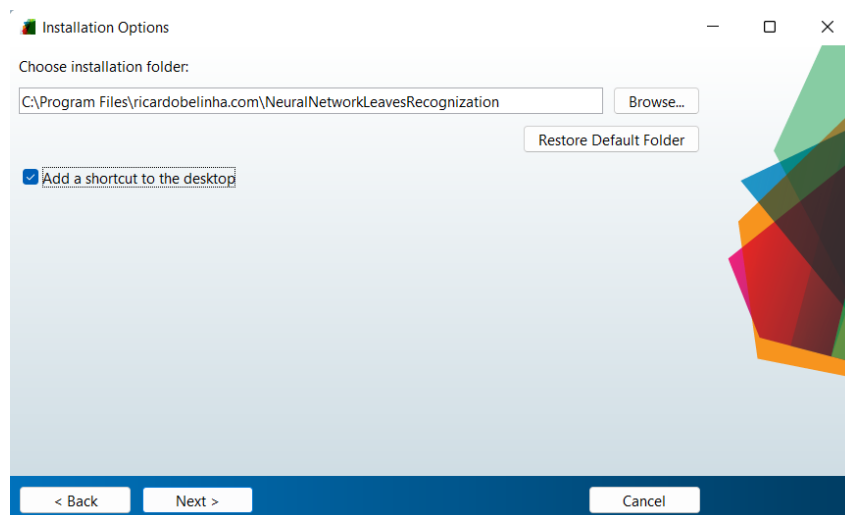 Installation Options
Choose installation folder:
C:\Program Files\ricardobelinha.com\NeuralNetworkLeavesRecognization
Browse...
Restore Default Folder
Add a shortcut to the desktop
< Back
Next >
Cancel